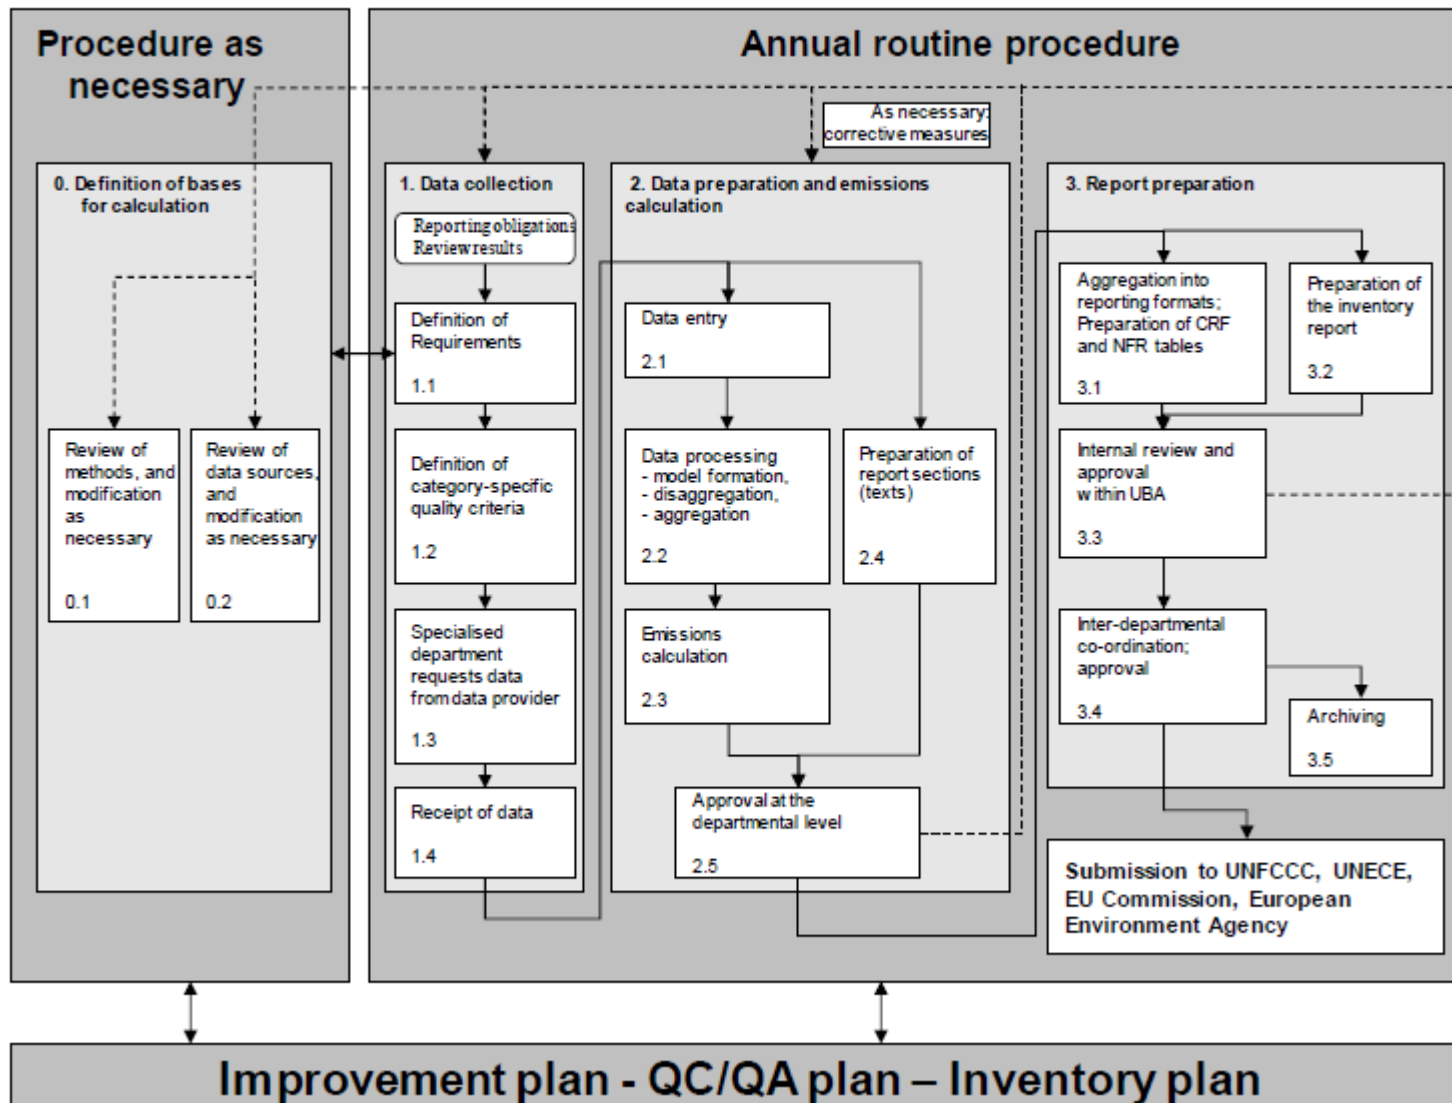 Procedure as
necessary
Annual routine procedure
As necessary:
corrective measures
0. Definition of bases
for calculation
Review of
methods, and
modification
as
necessary
0.1
Review of
data sources,
and
modification
as necessary
0.2
1. Data collection
Reporting obligations
Review results
Definition of
Requirements
1.1
Definition of
category-specific
quality criteria
1.2
Specialised
department
requests data
from data provider
1.3
Receipt of data
1.4
2. Data preparation and emissions
calculation
Data entry
2.1
Data processing
- model formation,
- disaggregation,
- aggregation
2.2
Emissions
calculation
2.3
Preparation of
report sections
(texts)
2.4
Approval at the
departmental level
2.5
3. Report preparation
Aggregation into
reporting formats;
Preparation of CRF
and NFR tables
3.1
Preparation of
the inventory
report
3.2
Internal review and
approval
within UBA
3.3
Inter-departmental
co-ordination;
approval
3.4
Archiving
3.5
Submission to UNFCCC, UNECE,
EU Commission, European
Environment Agency
Improvement plan - QC/QA plan – Inventory plan